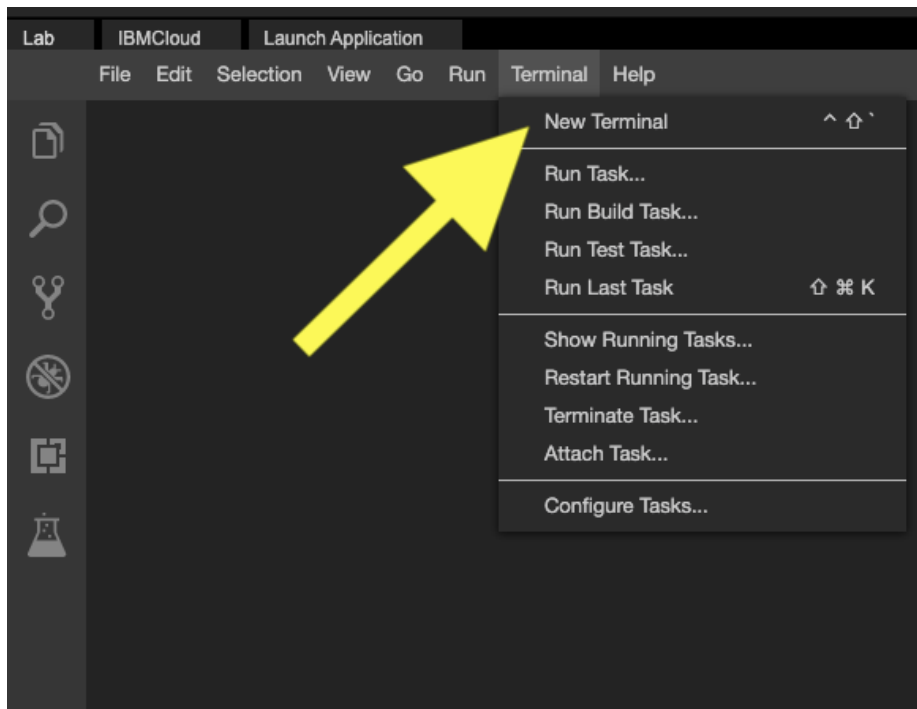 Lab IBMCloud Launch Application
File Edit Selection View Go Run Terminal Help
New Terminal ^ ⇧ `
Run Task...
Run Build Task...
Run Test Task...
Run Last Task ⇧ ⌘ K
Show Running Tasks...
Restart Running Task...
Terminate Task...
Attach Task...
Configure Tasks...